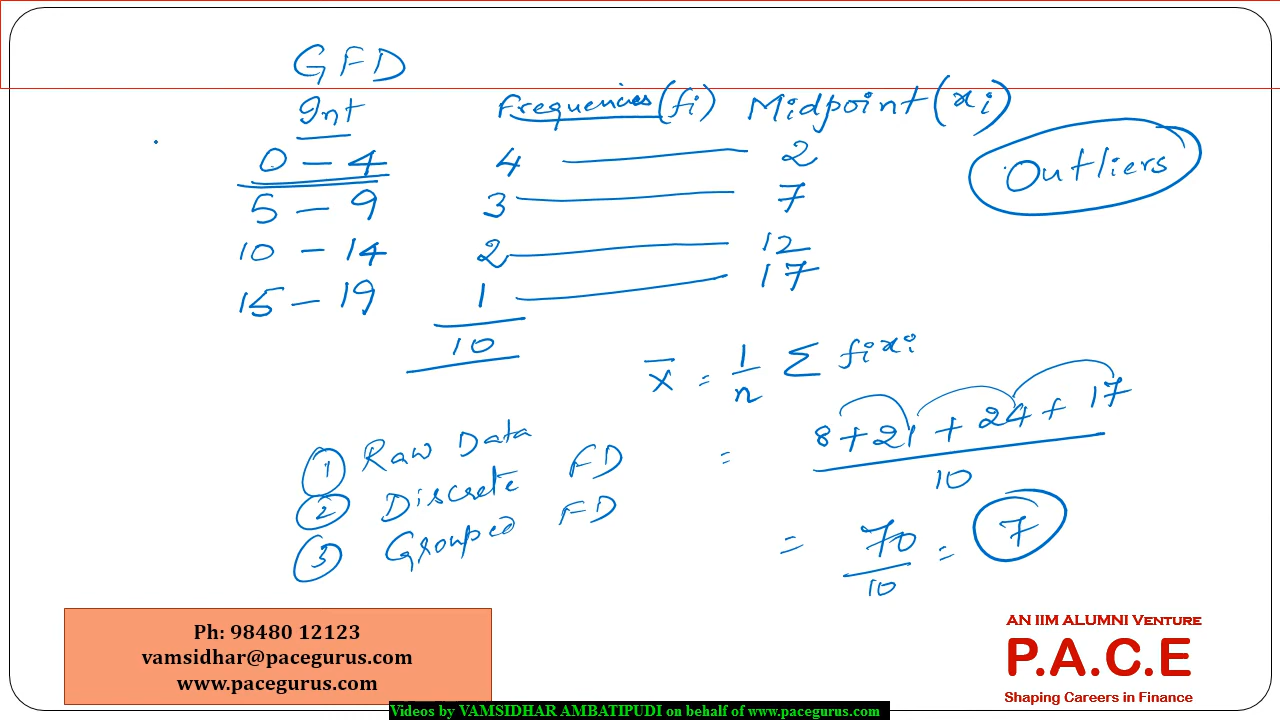 GFD
Int Frequencies (fi) Midpoint (xi)
0 - 4 4 2
5 - 9 3 7
10 - 14 2 12
15 - 19 1 17
10
Outliers
x̄ = 1/n Σ fixi
= 8 + 21 + 24 + 17 / 10
= 70/10 = 7
1 Raw Data
2 Discrete FD
3 Grouped FD
Ph: 98480 12123
vamsidhar@pacegurus.com
www.pacegurus.com
AN IIM ALUMNI VENTURE
P.A.C.E
Shaping Careers in Finance
Videos by VAMSIDHAR AMBATIPUDI on behalf of www.pacegurus.com